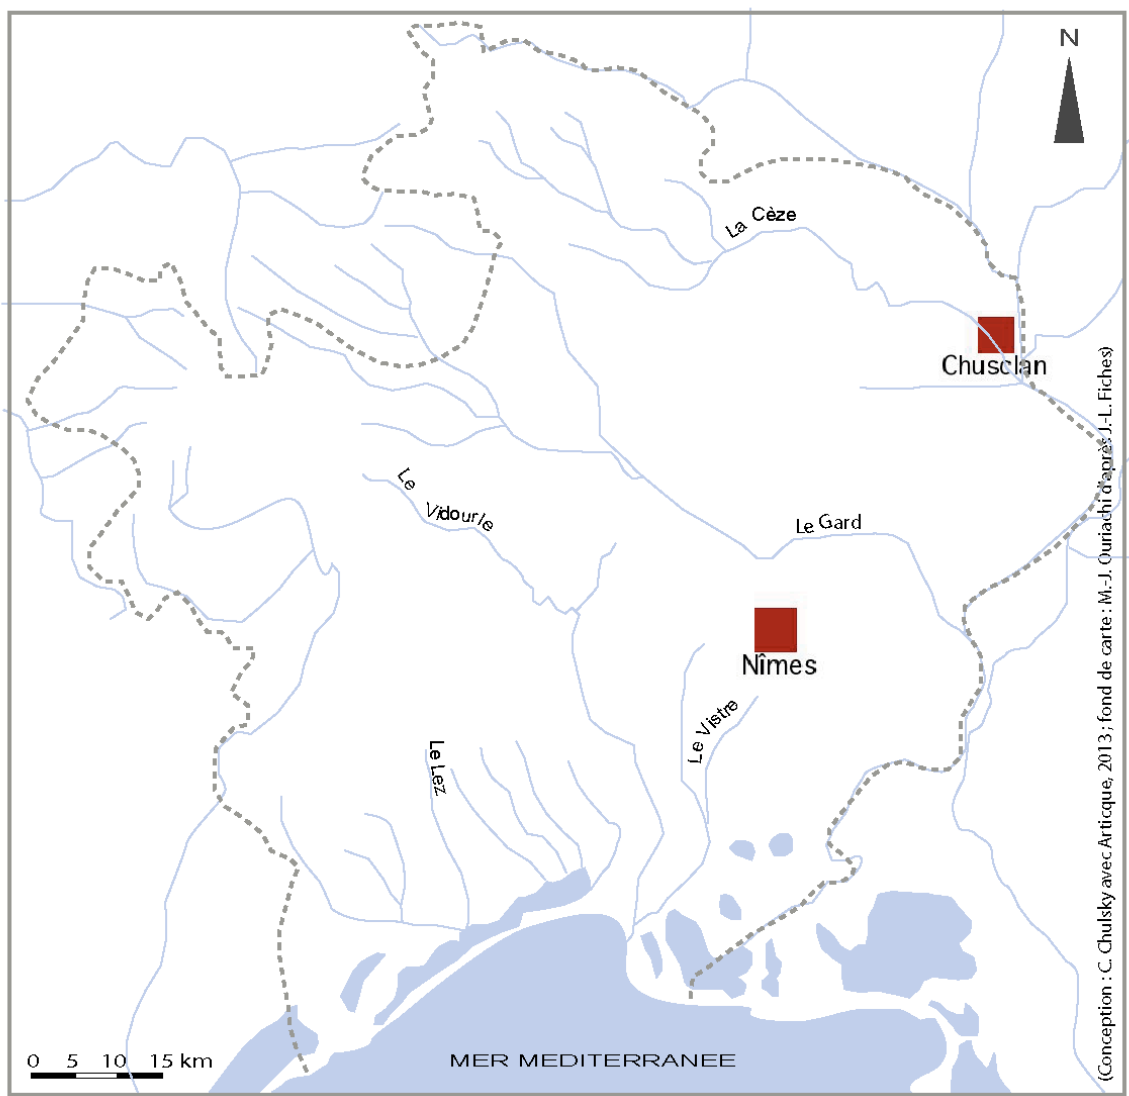 N
La Cèze
Chusclan
Le Vidourle
Le Gard
Nîmes
Le Vistre
Le Lez
0 5 10 15 km
MER MEDITERRANEE
(Conception : C. Chulsky avec Articque, 2013 ; fond de carte : M.-J. Ouriachi d'après J.-L. Fiches)